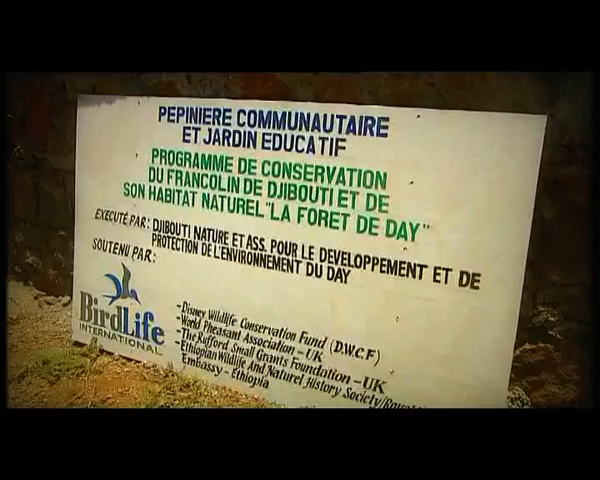 PEPINIERE COMMUNAUTAIRE
ET JARDIN EDUCATIF
PROGRAMME DE CONSERVATION
DU FRANCOLIN DE DJIBOUTI ET DE
SON HABITAT NATUREL "LA FORET DE DAY"
EXECUTÉ PAR: DJIBOUTI NATURE ET ASS. POUR LE DEVELOPPEMENT ET DE
PROTECTION DE L'ENVIRONNEMENT DU DAY
SOUTENU PAR:
BirdLife
INTERNATIONAL
-Disney Wildlife Conservation Fund (D.W.C.F)
-World Pheasant Association - UK
-The Rufford Small Grants Foundation - UK
-Ethiopian Wildlife And Naturel History Society/Royal
Embassy - Ethiopia